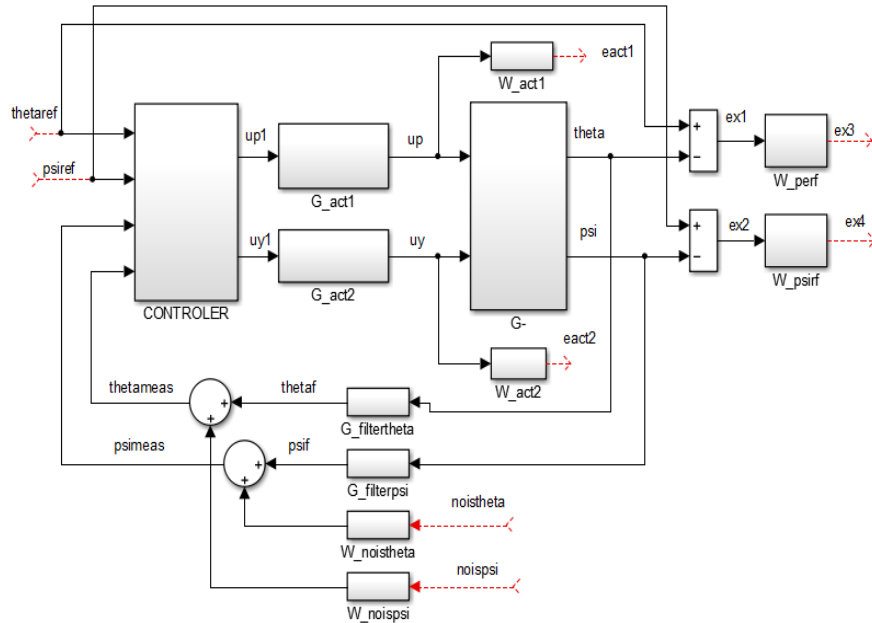 eact1
W_act1
thetaref
up1
up
theta
ex1
ex3
psiref
G_act1
W_perf
uy1
uy
psi
ex2
ex4
G_act2
W_psirf
CONTROLER
G-
eact2
W_act2
thetameas
thetaf
G_filtertheta
psimeas
psif
G_filterpsi
noistheta
W_noistheta
noispsi
W_noispsi
+
−
+
−
+
+
+
+